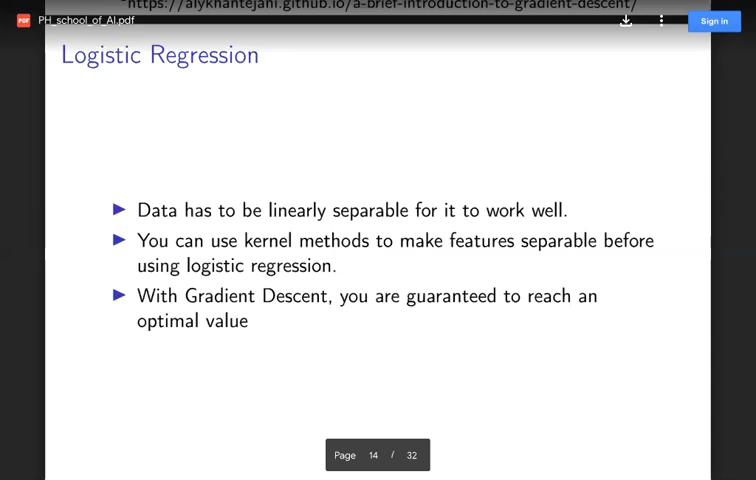 *https://alykhantejani.github.io/a-brief-introduction-to-gradient-descent/
PDF PH_school_of_AI.pdf
Sign in
Logistic Regression
Data has to be linearly separable for it to work well.
You can use kernel methods to make features separable before
using logistic regression.
With Gradient Descent, you are guaranteed to reach an
optimal value
Page 14 / 32